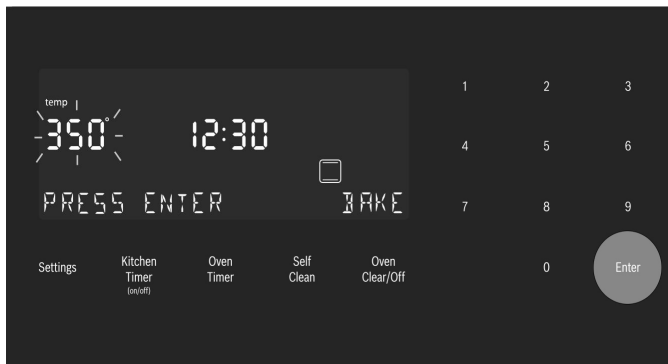 temp
350°
12:30
PRESS ENTER
BAKE
1 2 3
4 5 6
7 8 9
0 Enter
Settings
Kitchen
Timer
(on/off)
Oven
Timer
Self
Clean
Oven
Clear/Off